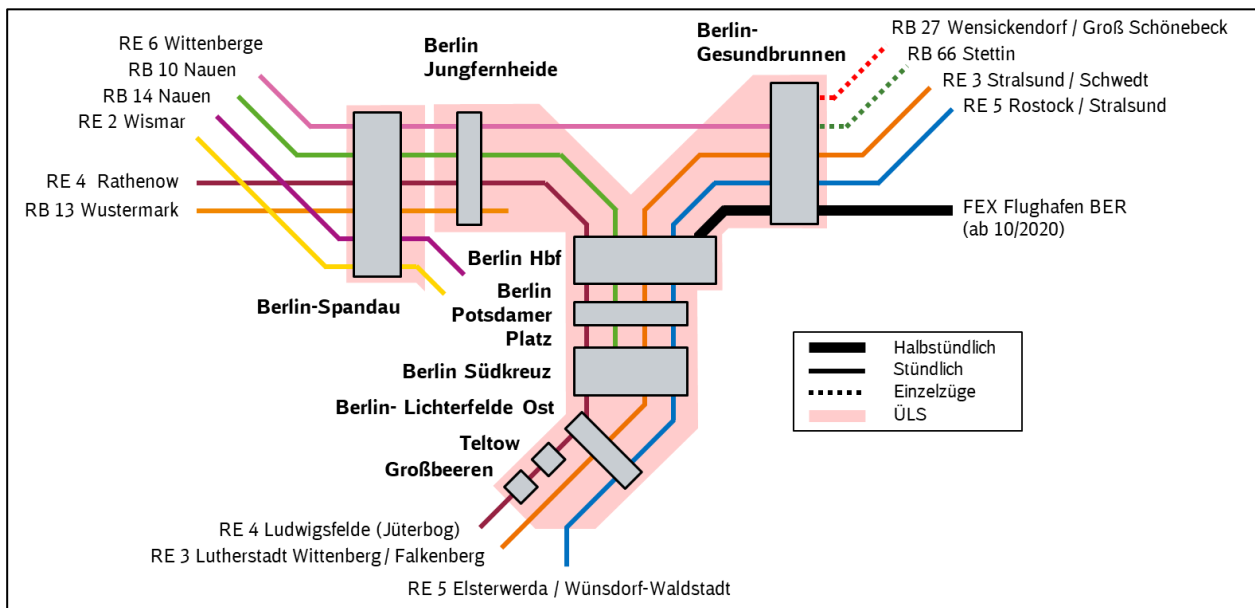 RE 6 Wittenberge
RB 10 Nauen
RB 14 Nauen
RE 2 Wismar
RE 4 Rathenow
RB 13 Wustermark
Berlin
Jungfernheide
Berlin-
Gesundbrunnen
RB 27 Wensickendorf / Groß Schönebeck
RB 66 Stettin
RE 3 Stralsund / Schwedt
RE 5 Rostock / Stralsund
FEX Flughafen BER
(ab 10/2020)
Berlin-Spandau
Berlin Hbf
Berlin
Potsdamer
Platz
Berlin Südkreuz
Berlin- Lichterfelde Ost
Teltow
Großbeeren
RE 4 Ludwigsfelde (Jüterbog)
RE 3 Lutherstadt Wittenberg / Falkenberg
RE 5 Elsterwerda / Wünsdorf-Waldstadt
Halbstündlich
Stündlich
Einzelzüge
ÜLS